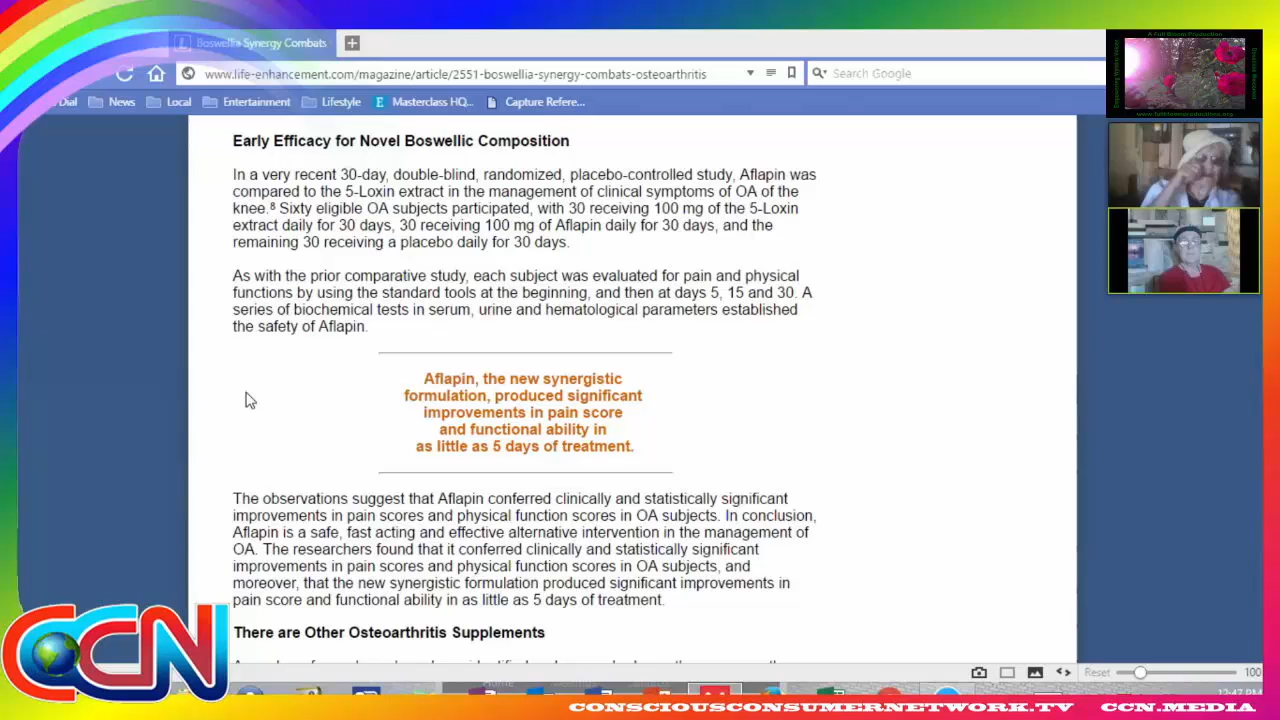 Boswellia Synergy Combats
www.life-enhancement.com/magazine/article/2551-boswellia-synergy-combats-osteoarthritis
Search Google
Dial
News
Local
Entertainment
Lifestyle
Masterclass HQ...
Capture Refere...
Early Efficacy for Novel Boswellic Composition
In a very recent 30-day, double-blind, randomized, placebo-controlled study, Aflapin was
compared to the 5-Loxin extract in the management of clinical symptoms of OA of the
knee.8 Sixty eligible OA subjects participated, with 30 receiving 100 mg of the 5-Loxin
extract daily for 30 days, 30 receiving 100 mg of Aflapin daily for 30 days, and the
remaining 30 receiving a placebo daily for 30 days.
As with the prior comparative study, each subject was evaluated for pain and physical
functions by using the standard tools at the beginning, and then at days 5, 15 and 30. A
series of biochemical tests in serum, urine and hematological parameters established
the safety of Aflapin.
Aflapin, the new synergistic
formulation, produced significant
improvements in pain score
and functional ability in
as little as 5 days of treatment.
The observations suggest that Aflapin conferred clinically and statistically significant
improvements in pain scores and physical function scores in OA subjects. In conclusion,
Aflapin is a safe, fast acting and effective alternative intervention in the management of
OA. The researchers found that it conferred clinically and statistically significant
improvements in pain scores and physical function scores in OA subjects, and
moreover, that the new synergistic formulation produced significant improvements in
pain score and functional ability in as little as 5 days of treatment.
There are Other Osteoarthritis Supplements
Reset
100
12:47 PM
A Full Bloom Production
CCN
CONSCIOUSCONSUMERNETWORK.TV CCN.MEDIA